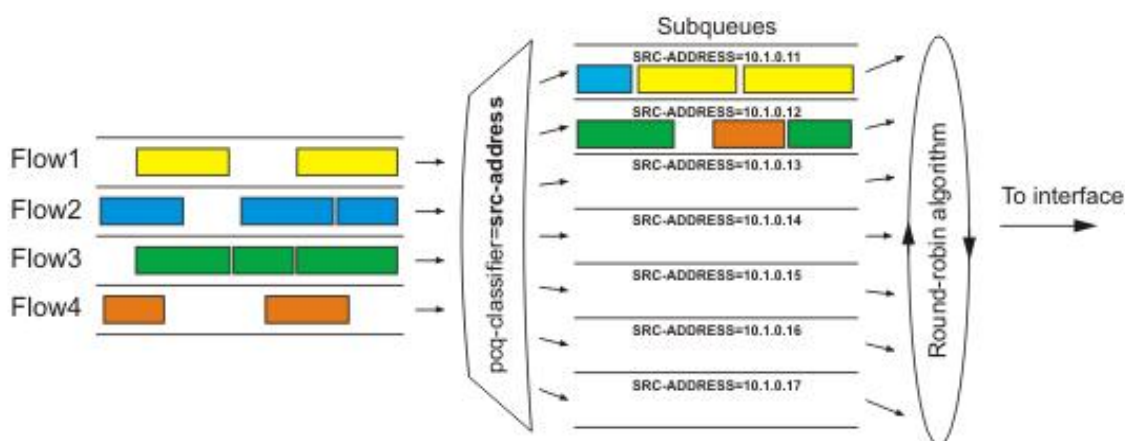 Subqueues
SRC-ADDRESS=10.1.0.11
SRC-ADDRESS=10.1.0.12
SRC-ADDRESS=10.1.0.13
SRC-ADDRESS=10.1.0.14
SRC-ADDRESS=10.1.0.15
SRC-ADDRESS=10.1.0.16
SRC-ADDRESS=10.1.0.17
Flow1
Flow2
Flow3
Flow4
pcq-classifier=src-address
Round-robin algorithm
To interface